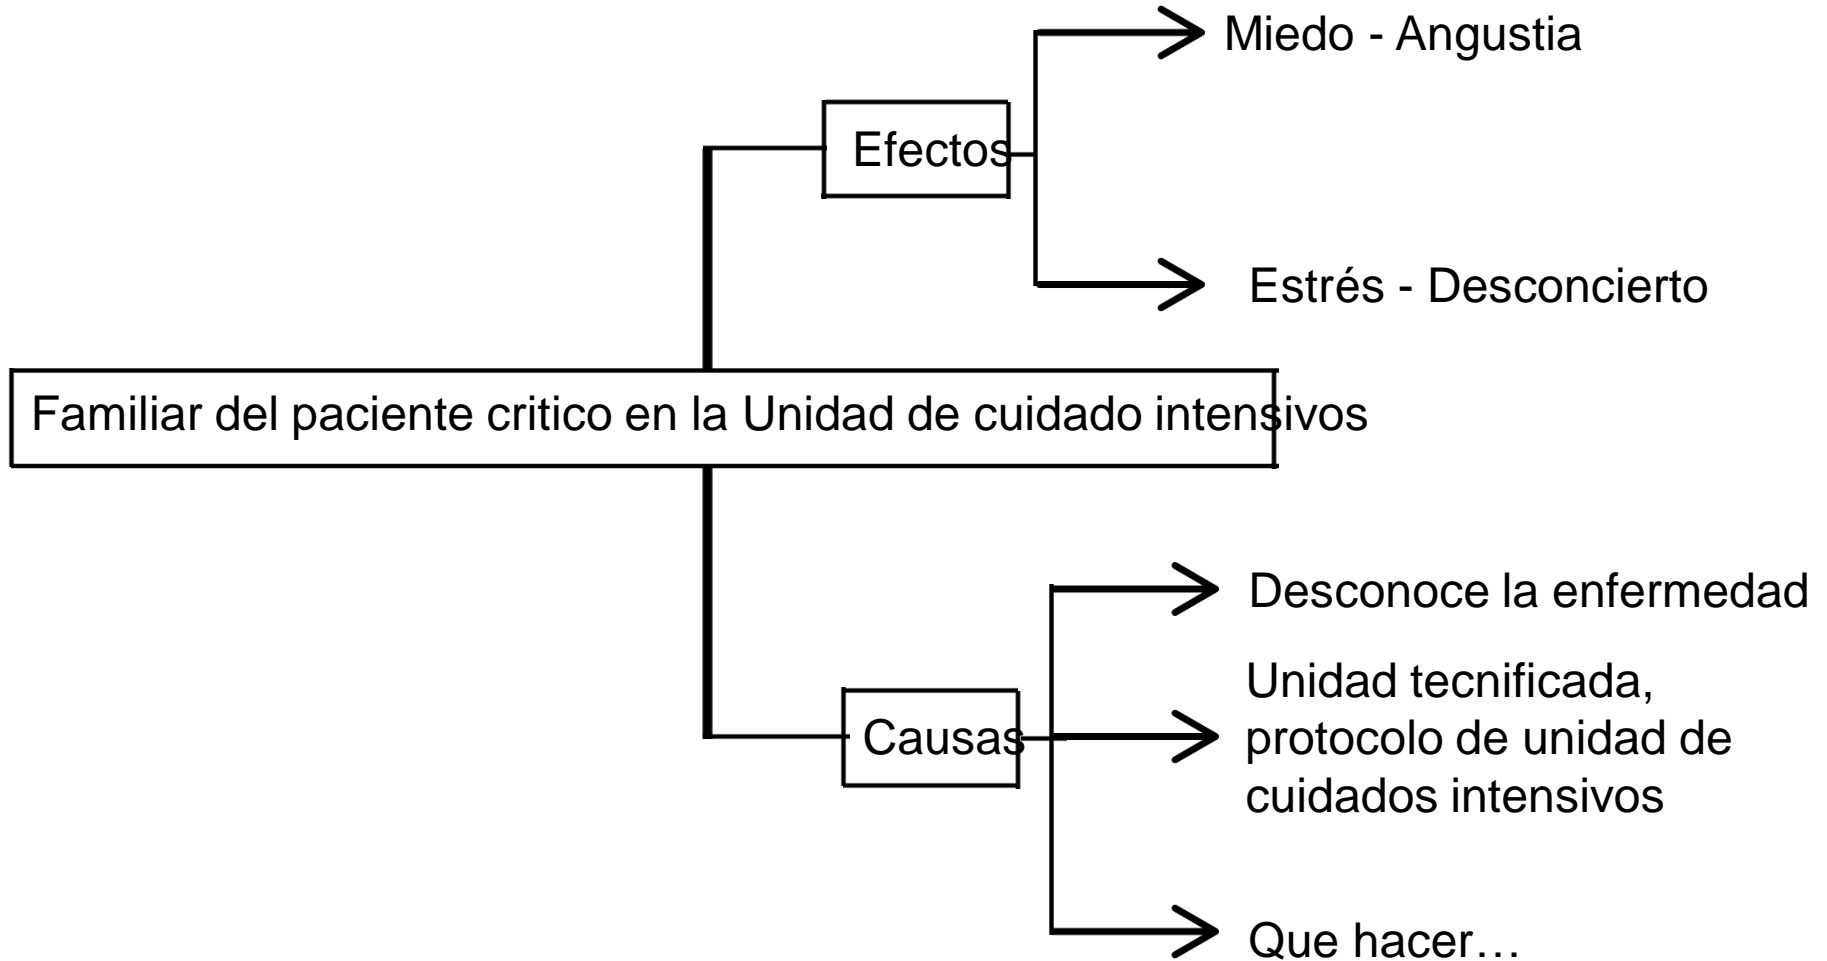 Miedo - Angustia
Efectos
Estrés - Desconcierto
Familiar del paciente critico en la Unidad de cuidado intensivos
Desconoce la enfermedad
Unidad tecnificada,
protocolo de unidad de
cuidados intensivos
Causas
Que hacer…